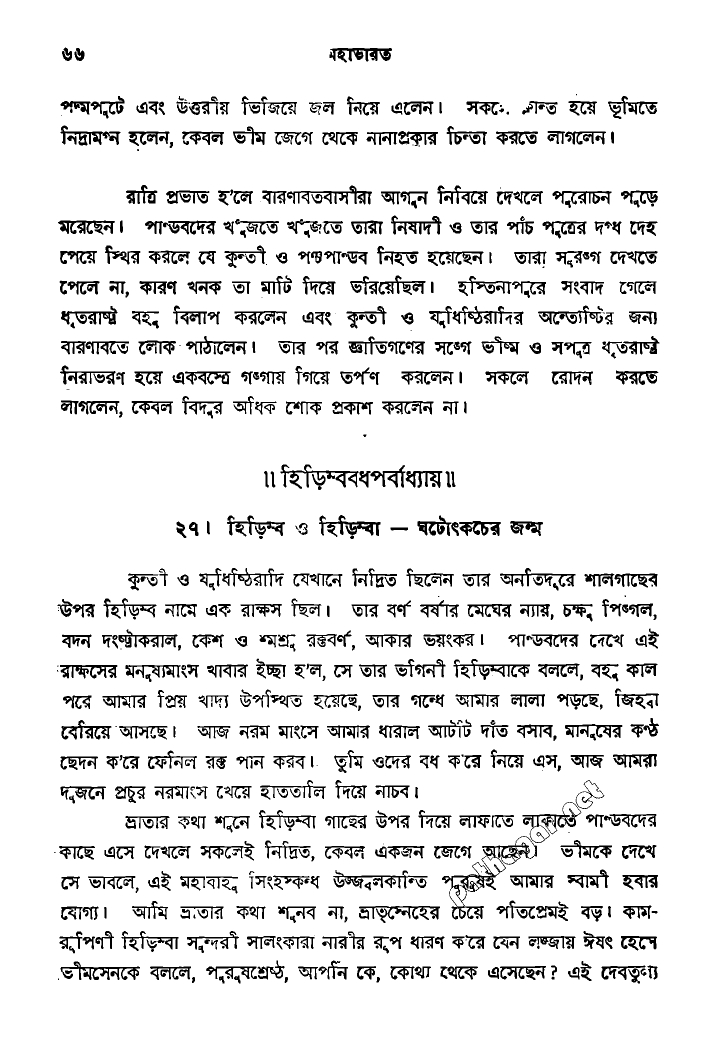 ৬৬ মহাভারত
পদ্মপুটে এবং উত্তরীয় ভিজিয়ে জল নিয়ে এলেন। সকলে ক্লান্ত হয়ে ভূমিতে
নিদ্রামগ্ন হলেন, কেবল ভীম জেগে থেকে নানাপ্রকার চিন্তা করতে লাগলেন।
রাত্রি প্রভাত হ'লে বারণাবতবাসীরা আগুন নিবিয়ে দেখলে পুরোচন পুড়ে
মরেছেন। পাণ্ডবদের খুঁজতে খুঁজতে তারা নিষাদী ও তার পাঁচ পুত্রের দগ্ধ দেহ
পেয়ে স্থির করলে যে কুন্তী ও পঞ্চপাণ্ডব নিহত হয়েছেন। তারা সুরঙ্গ দেখতে
পেলে না, কারণ খনক তা মাটি দিয়ে ভরিয়েছিল। হস্তিনাপুরে সংবাদ গেলে
ধৃতরাষ্ট্র বহু বিলাপ করলেন এবং কুন্তী ও যুধিষ্ঠিরাদির অন্ত্যেষ্টির জন্য
বারণাবতে লোক পাঠালেন। তার পর জ্ঞাতিগণের সঙ্গে ভীষ্ম ও সপুত্র ধৃতরাষ্ট্র
নিরাভরণ হয়ে একবস্ত্রে গঙ্গায় গিয়ে তর্পণ করলেন। সকলে রোদন করতে
লাগলেন, কেবল বিদুর অধিক শোক প্রকাশ করলেন না।
॥ হিড়িম্ববধপর্বাধ্যায় ॥
২৭। হিড়িম্ব ও হিড়িম্বা — ঘটোৎকচের জন্ম
কুন্তী ও যুধিষ্ঠিরাদি যেখানে নিদ্রিত ছিলেন তার অনতিদূরে শালগাছের
উপর হিড়িম্ব নামে এক রাক্ষস ছিল। তার বর্ণ বর্ষার মেঘের ন্যায়, চক্ষু পিঙ্গল,
বদন দংষ্ট্রাকরাল, কেশ ও শ্মশ্রু রক্তবর্ণ, আকার ভয়ংকর। পাণ্ডবদের দেখে এই
রাক্ষসের মনুষ্যমাংস খাবার ইচ্ছা হ'ল, সে তার ভগিনী হিড়িম্বাকে বললে, বহু কাল
পরে আমার প্রিয় খাদ্য উপস্থিত হয়েছে, তার গন্ধে আমার লালা পড়ছে, জিহ্বা
বেরিয়ে আসছে। আজ নরম মাংসে আমার ধারাল আটটি দাঁত বসাব, মানুষের কণ্ঠ
ছেদন ক'রে ফেনিল রক্ত পান করব। তুমি ওদের বধ ক'রে নিয়ে এস, আজ আমরা
দুজনে প্রচুর নরমাংস খেয়ে হাততালি দিয়ে নাচব।
ভ্রাতার কথা শুনে হিড়িম্বা গাছের উপর দিয়ে লাফাতে লাফাতে পাণ্ডবদের
কাছে এসে দেখলে সকলেই নিদ্রিত, কেবল একজন জেগে আছেন। ভীমকে দেখে
সে ভাবলে, এই মহাবাহু সিংহস্কন্ধ উজ্জ্বলকান্তি পুরুষই আমার স্বামী হবার
যোগ্য। আমি ভ্রাতার কথা শুনব না, ভ্রাতৃস্নেহের চেয়ে পতিপ্রেমই বড়। কাম-
রূপিণী হিড়িম্বা সুন্দরী সালংকারা নারীর রূপ ধারণ ক'রে যেন লজ্জায় ঈষৎ হেসে
ভীমসেনকে বললে, পুরুষশ্রেষ্ঠ, আপনি কে, কোথা থেকে এসেছেন? এই দেবতুল্য
pathagar.net